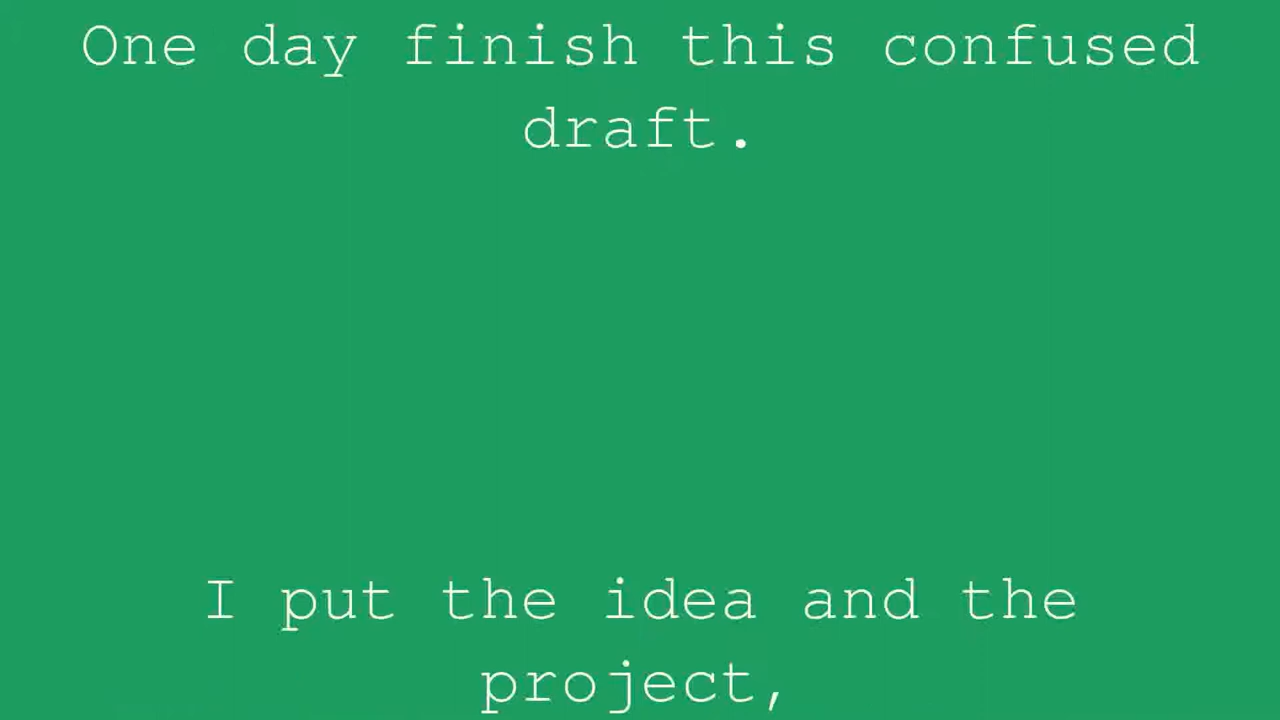 One day finish this confused
draft.
I put the idea and the
project,